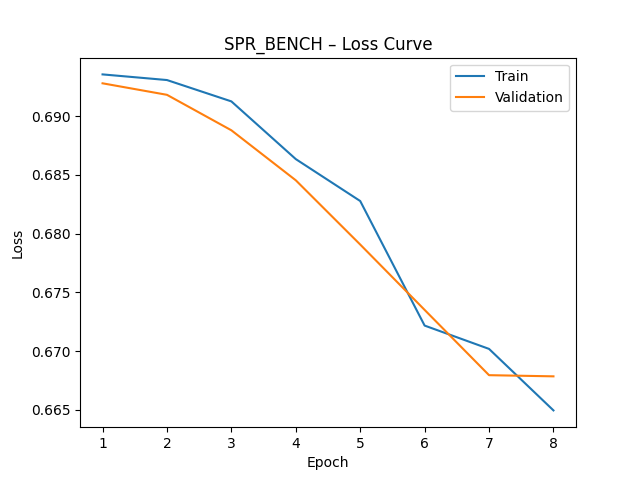 SPR_BENCH – Loss Curve
Train
Validation
0.690
0.685
0.680
0.675
0.670
0.665
Loss
1 2 3 4 5 6 7 8
Epoch